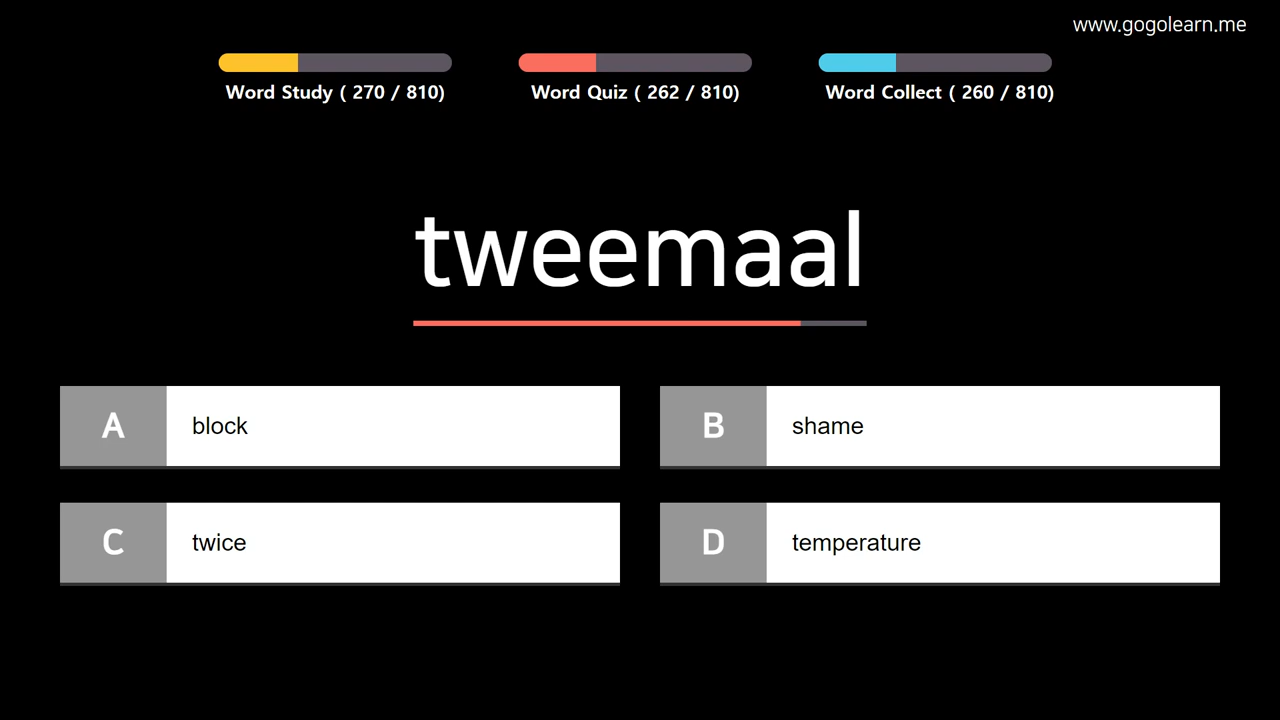 www.gogolearn.me
Word Study ( 270 / 810)
Word Quiz ( 262 / 810)
Word Collect ( 260 / 810)
tweemaal
A block
B shame
C twice
D temperature